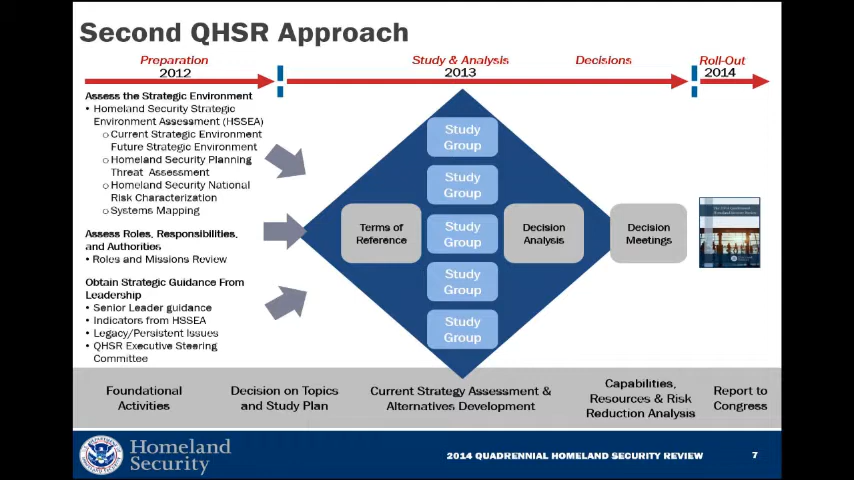 Second QHSR Approach
Preparation
2012
Study & Analysis
2013
Decisions
Roll-Out
2014
Assess the Strategic Environment
• Homeland Security Strategic
Environment Assessment (HSSEA)
o Current Strategic Environment
Future Strategic Environment
o Homeland Security Planning
Threat Assessment
o Homeland Security National
Risk Characterization
o Systems Mapping
Assess Roles, Responsibilities,
and Authorities
• Roles and Missions Review
Obtain Strategic Guidance From
Leadership
• Senior Leader guidance
• Indicators from HSSEA
• Legacy/Persistent Issues
• QHSR Executive Steering
Committee
Terms of
Reference
Study
Group
Study
Group
Study
Group
Study
Group
Study
Group
Decision
Analysis
Decision
Meetings
Foundational
Activities
Decision on Topics
and Study Plan
Current Strategy Assessment &
Alternatives Development
Capabilities,
Resources & Risk
Reduction Analysis
Report to
Congress
Homeland
Security
2014 QUADRENNIAL HOMELAND SECURITY REVIEW
7